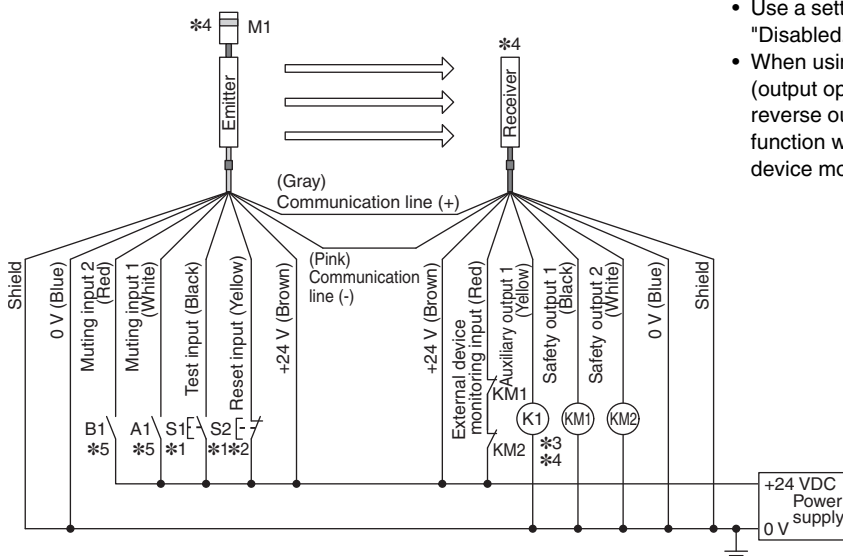 • Use a sett
"Disabled
• When usin
(output op
reverse ou
function w
device mo
✻4 M1
✻4
Emitter
Receiver
(Gray)
Communication line (+)
(Pink)
Communication
line (-)
Shield
0 V (Blue)
Muting input 2
(Red)
Muting input 1
(White)
Test input (Black)
Reset input (Yellow)
+24 V (Brown)
+24 V (Brown)
External device
monitoring input (Red)
Auxiliary output 1
(Yellow)
Safety output 1
(Black)
Safety output 2
(White)
0 V (Blue)
Shield
B1
✻5
A1
✻5
S1
✻1
S2
✻1✻2
KM1
KM2
K1
✻3
✻4
KM1
KM2
+24 VDC
Power
supply
0 V